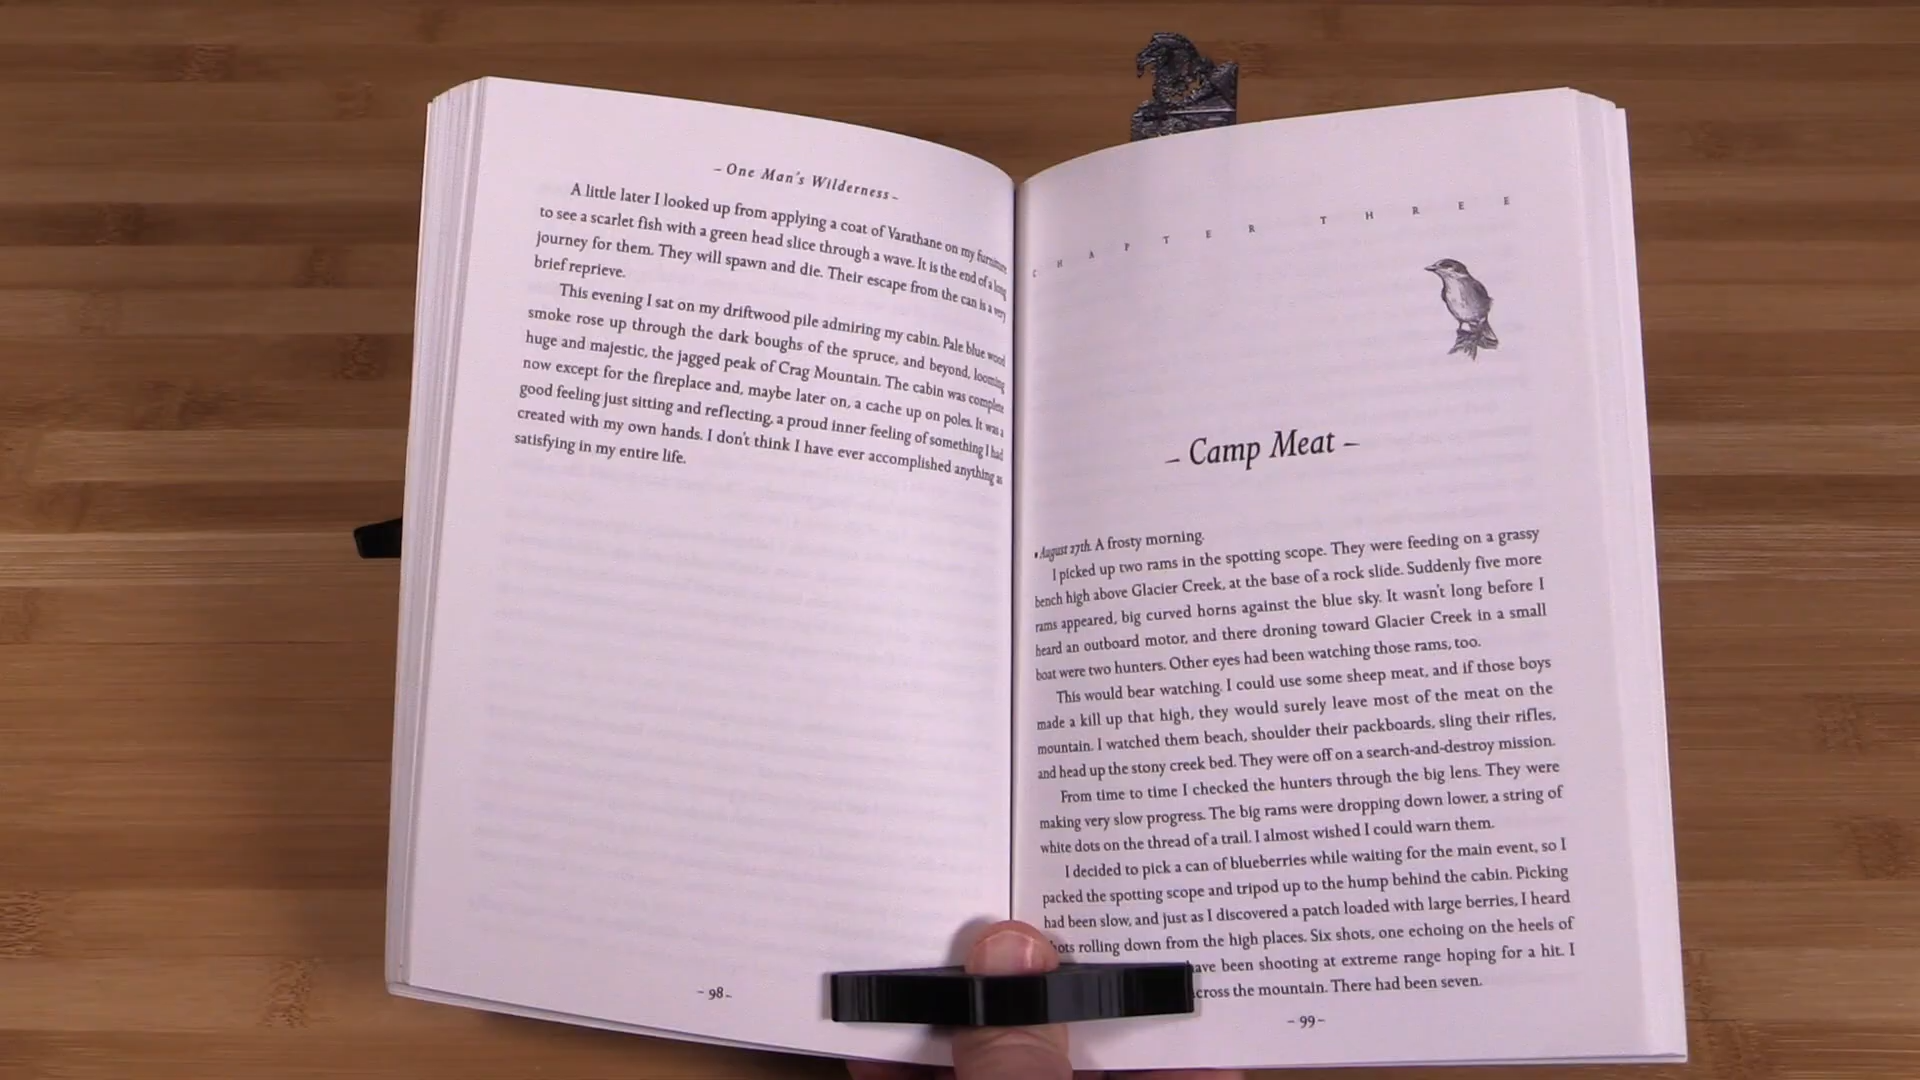 – One Man's Wilderness –
A little later I looked up from applying a coat of Varathane on my furniture
to see a scarlet fish with a green head slice through a wave. It is the end of a long
journey for them. They will spawn and die. Their escape from the can is a very
brief reprieve.
This evening I sat on my driftwood pile admiring my cabin. Pale blue wood
smoke rose up through the dark boughs of the spruce, and beyond, looming
huge and majestic, the jagged peak of Crag Mountain. The cabin was complete
now except for the fireplace and, maybe later on, a cache up on poles. It was a
good feeling just sitting and reflecting, a proud inner feeling of something I had
created with my own hands. I don't think I have ever accomplished anything as
satisfying in my entire life.
– 98 –
CHAPTER THREE
– Camp Meat –
• August 27th. A frosty morning.
I picked up two rams in the spotting scope. They were feeding on a grassy
bench high above Glacier Creek, at the base of a rock slide. Suddenly five more
rams appeared, big curved horns against the blue sky. It wasn't long before I
heard an outboard motor, and there droning toward Glacier Creek in a small
boat were two hunters. Other eyes had been watching those rams, too.
This would bear watching. I could use some sheep meat, and if those boys
made a kill up that high, they would surely leave most of the meat on the
mountain. I watched them beach, shoulder their packboards, sling their rifles,
and head up the stony creek bed. They were off on a search-and-destroy mission.
From time to time I checked the hunters through the big lens. They were
making very slow progress. The big rams were dropping down lower, a string of
white dots on the thread of a trail. I almost wished I could warn them.
I decided to pick a can of blueberries while waiting for the main event, so I
packed the spotting scope and tripod up to the hump behind the cabin. Picking
had been slow, and just as I discovered a patch loaded with large berries, I heard
hots rolling down from the high places. Six shots, one echoing on the heels of
have been shooting at extreme range hoping for a hit. I
across the mountain. There had been seven.
– 99 –